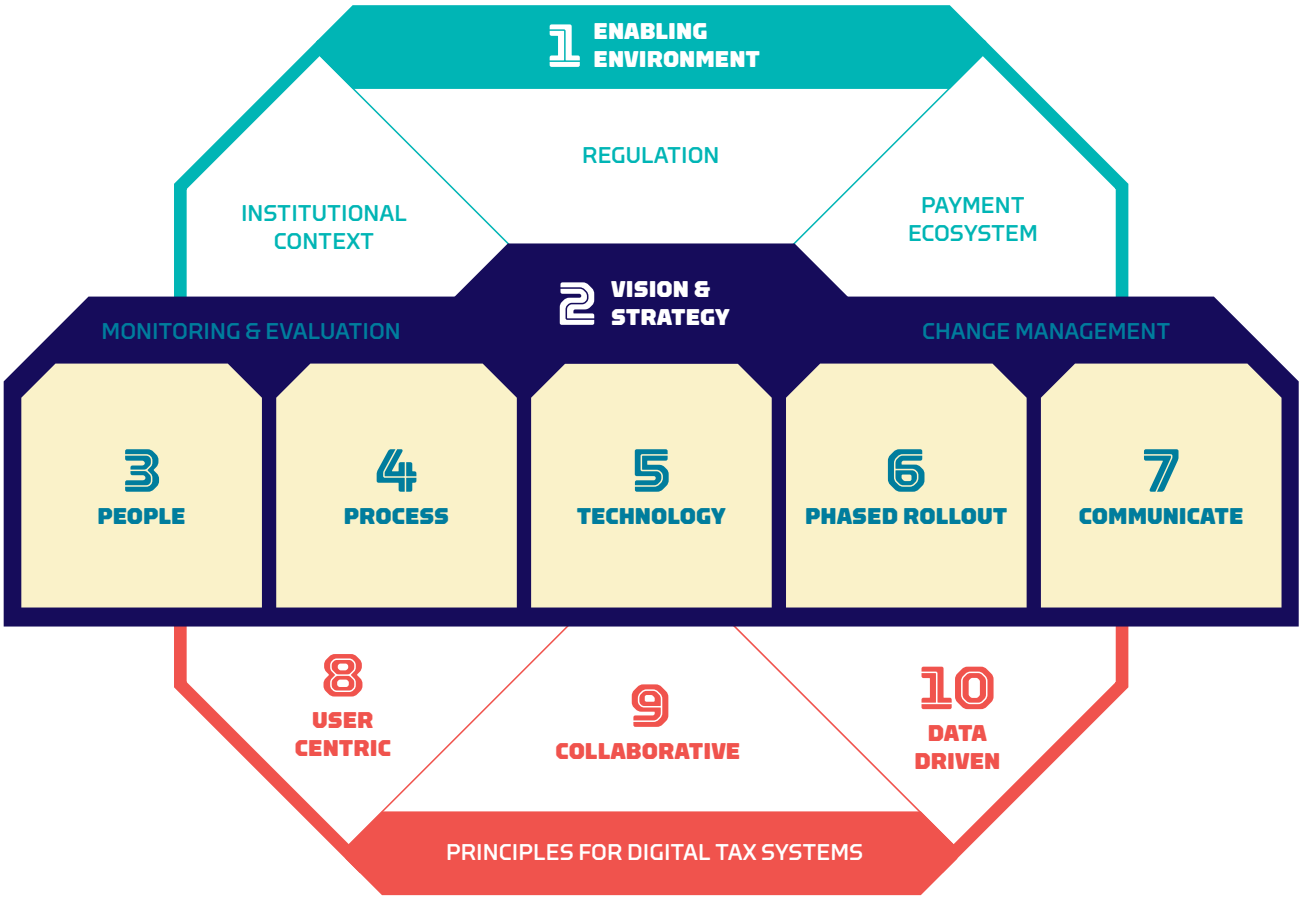 1 ENABLING
ENVIRONMENT
REGULATION
INSTITUTIONAL
CONTEXT
PAYMENT
ECOSYSTEM
2 VISION &
STRATEGY
MONITORING & EVALUATION
CHANGE MANAGEMENT
3
PEOPLE
4
PROCESS
5
TECHNOLOGY
6
PHASED ROLLOUT
7
COMMUNICATE
8
USER
CENTRIC
9
COLLABORATIVE
10
DATA
DRIVEN
PRINCIPLES FOR DIGITAL TAX SYSTEMS